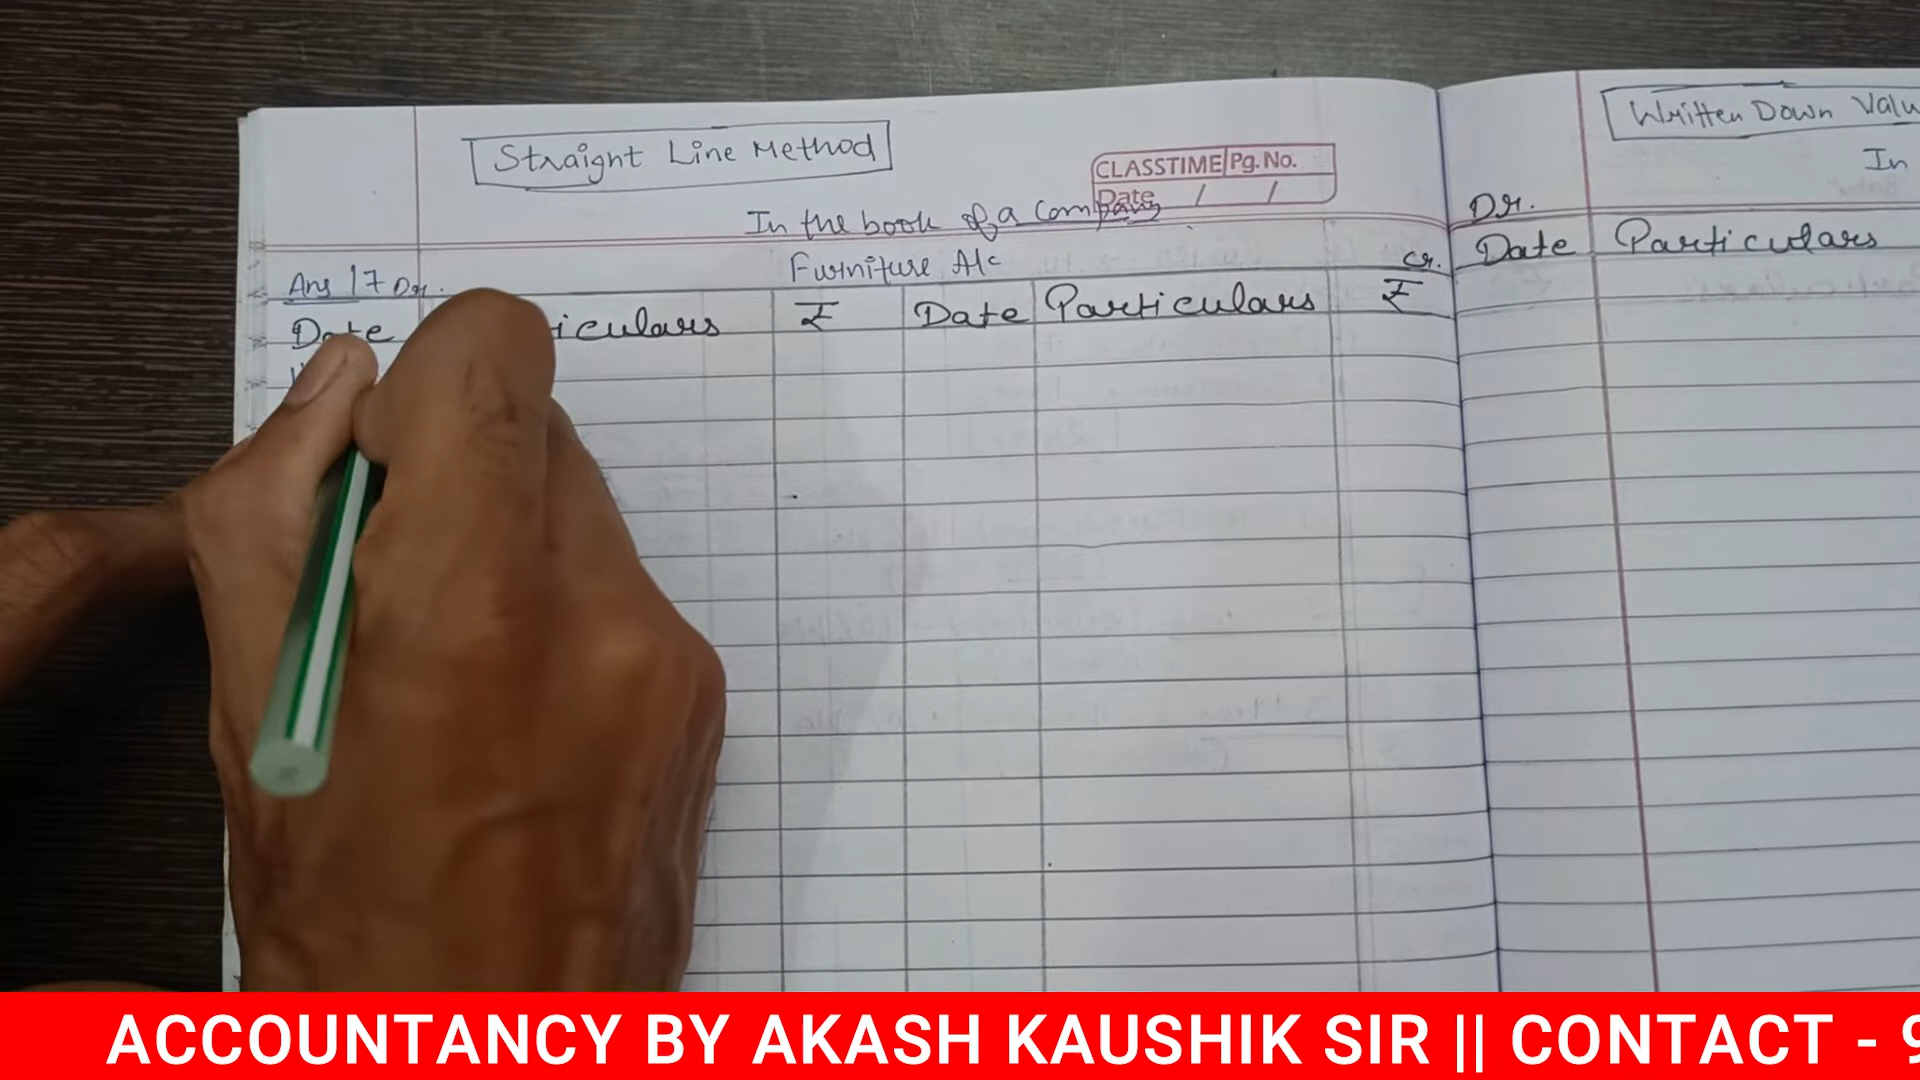 Straight Line Method
CLASSTIME Pg. No.
Date / /
In the book of a company
Ans 17 Dr. Furniture A/c Cr.
Date iculars ₹ Date Particulars ₹
Written Down Valu
In
Dr.
Date Particulars
ACCOUNTANCY BY AKASH KAUSHIK SIR || CONTACT - 9